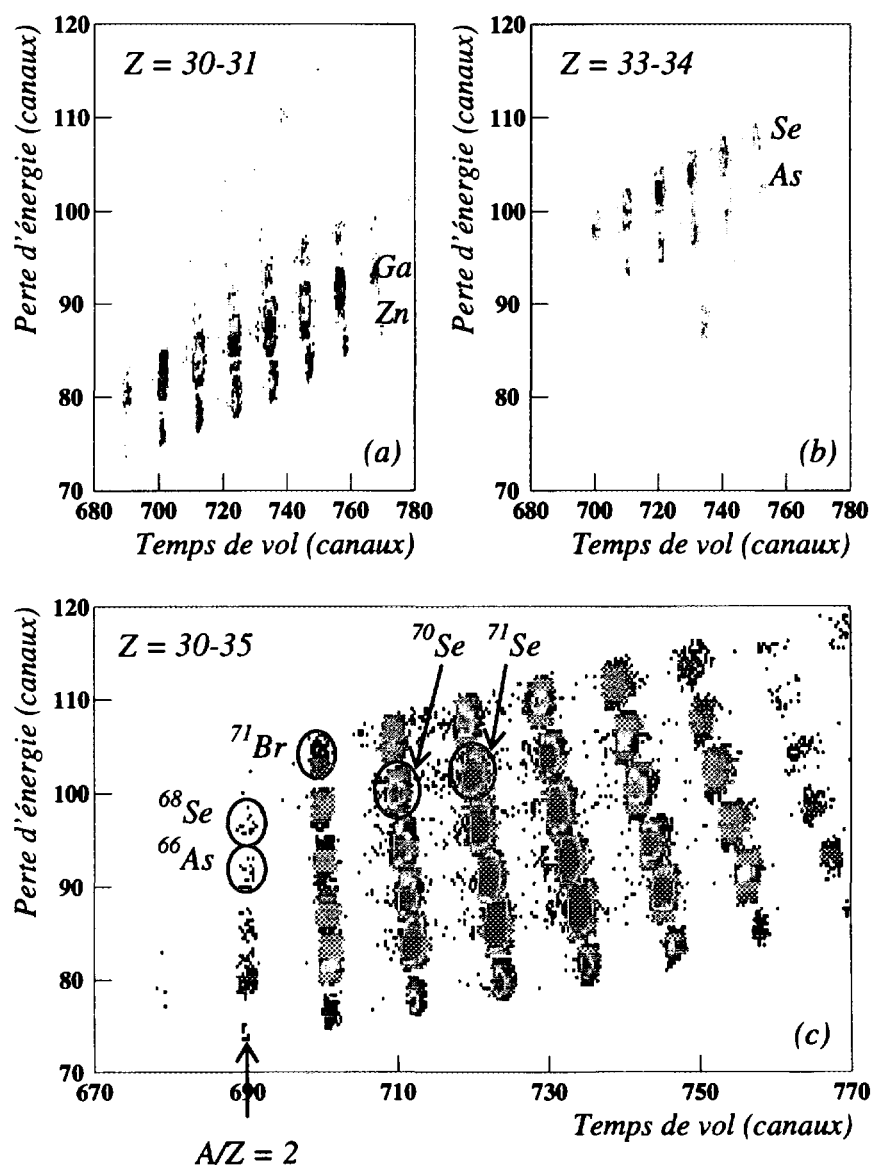 Perte d'énergie (canaux)
120
110
100
90
80
70
Z = 30-31
Ga
Zn
(a)
680 700 720 740 760 780
Temps de vol (canaux)
Perte d'énergie (canaux)
120
110
100
90
80
70
Z = 33-34
Se
As
(b)
680 700 720 740 760 780
Temps de vol (canaux)
Perte d'énergie (canaux)
120
110
100
90
80
70
Z = 30-35
⁷⁰Se ⁷¹Se
⁷¹Br
⁶⁸Se
⁶⁶As
(c)
670 690 710 730 750 770
Temps de vol (canaux)
A/Z = 2